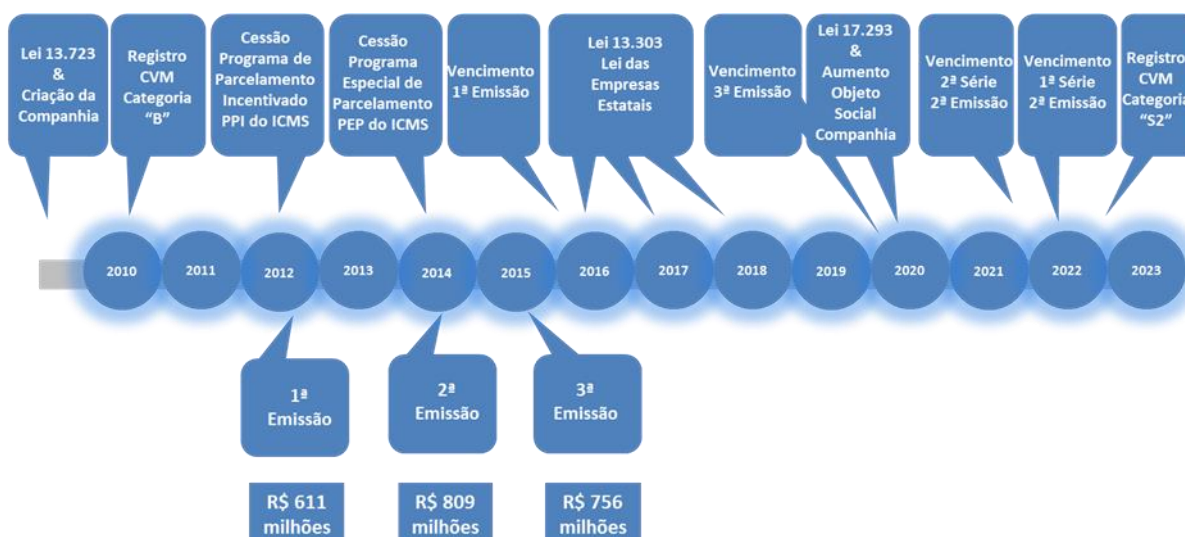 Lei 13.723
&
Criação da
Companhia
Registro
CVM
Categoria
“B”
Cessão
Programa de
Parcelamento
Incentivado
PPI do ICMS
Cessão
Programa
Especial de
Parcelamento
PEP do ICMS
Vencimento
1ª Emissão
Lei 13.303
Lei das
Empresas
Estatais
Vencimento
3ª Emissão
Lei 17.293
&
Aumento
Objeto
Social
Companhia
Vencimento
2ª Série
2ª Emissão
Vencimento
1ª Série
2ª Emissão
Registro
CVM
Categoria
“S2”
2010
2011
2012
2013
2014
2015
2016
2017
2018
2019
2020
2021
2022
2023
1ª
Emissão
2ª
Emissão
3ª
Emissão
R$ 611
milhões
R$ 809
milhões
R$ 756
milhões